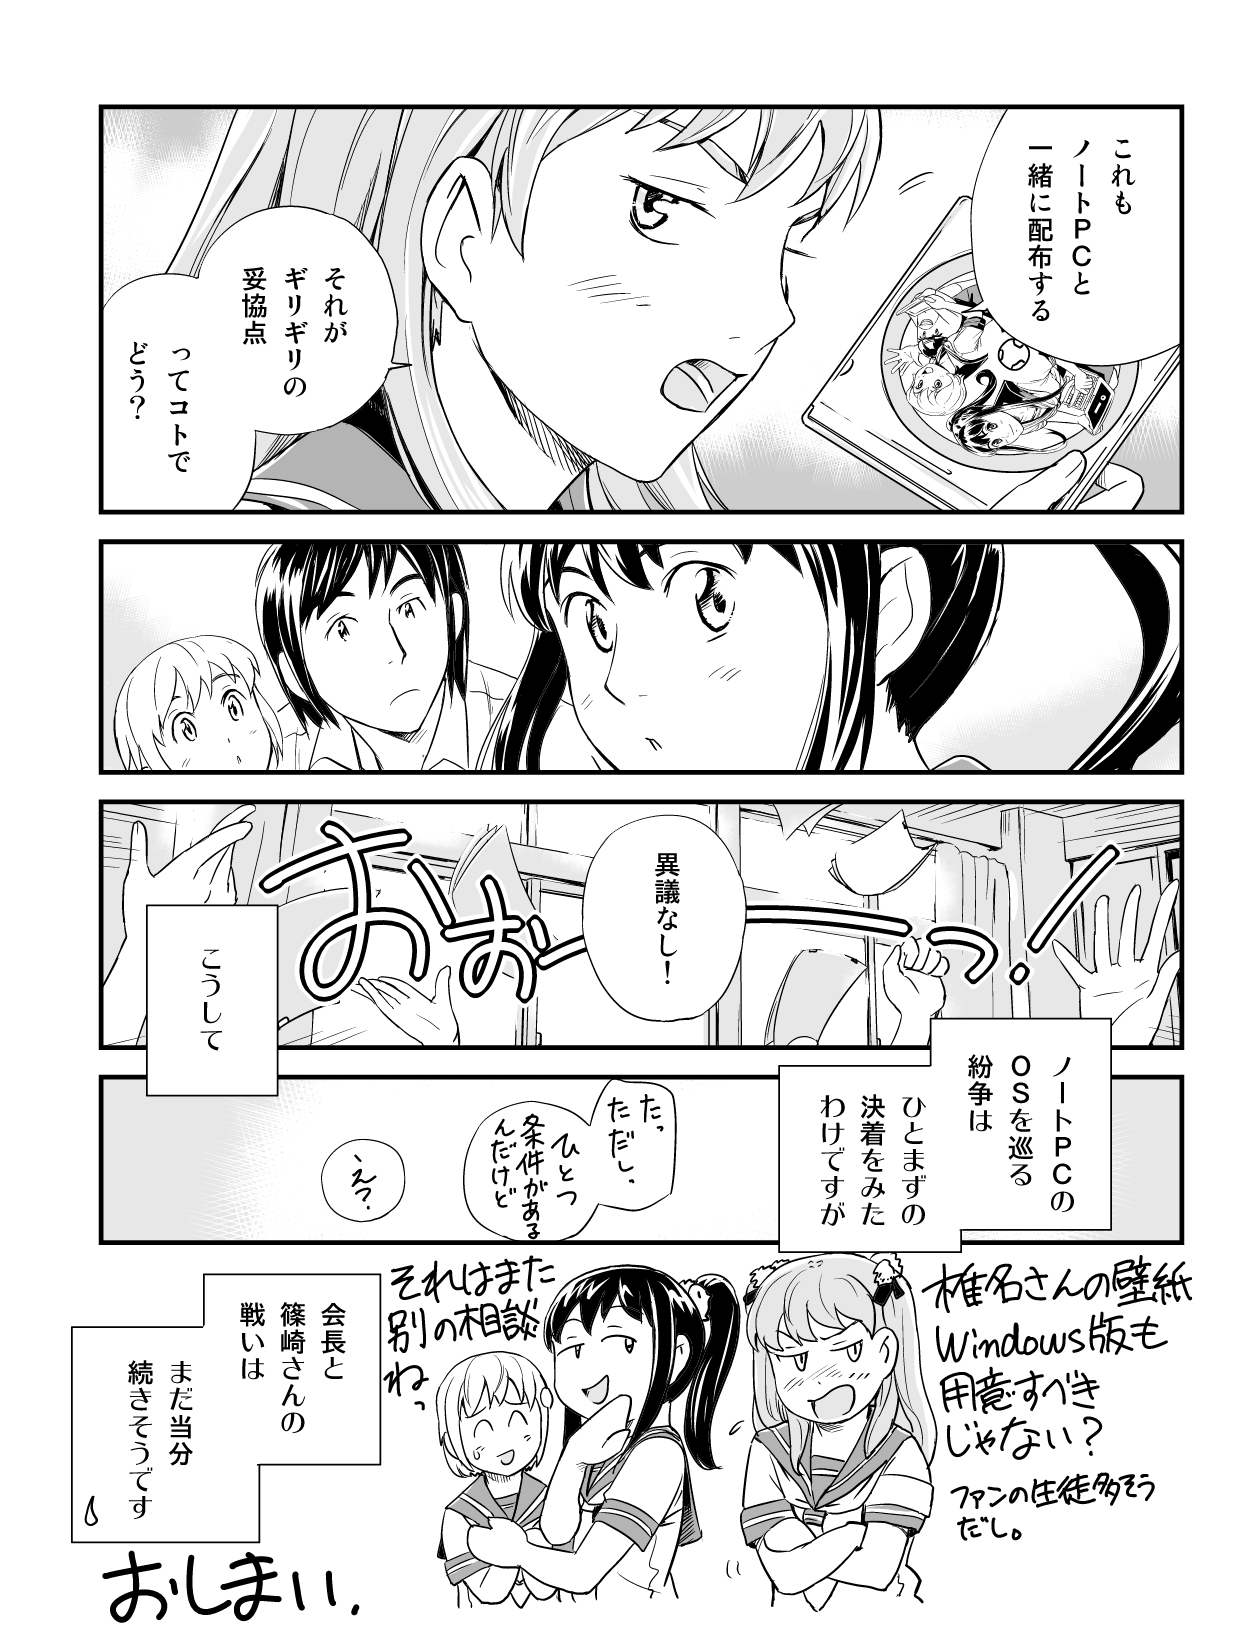 これも
ノートPCと
一緒に配布する
それが
ギリギリの
妥協点
ってコトで
どう？
異議なし！
おおおーっ！
こうして
ノートPCの
OSを巡る
紛争は
ひとまずの
決着をみた
わけですが
たっ
ただし、
ひとつ
条件がある
んだけど
え？
椎名さんの壁紙
Windows版も
用意すべき
じゃない？
ファンの生徒多そう
だし。
それはまた
別の相談
ねっ
会長と
篠崎さんの
戦いは
まだ当分
続きそうです
おしまい.